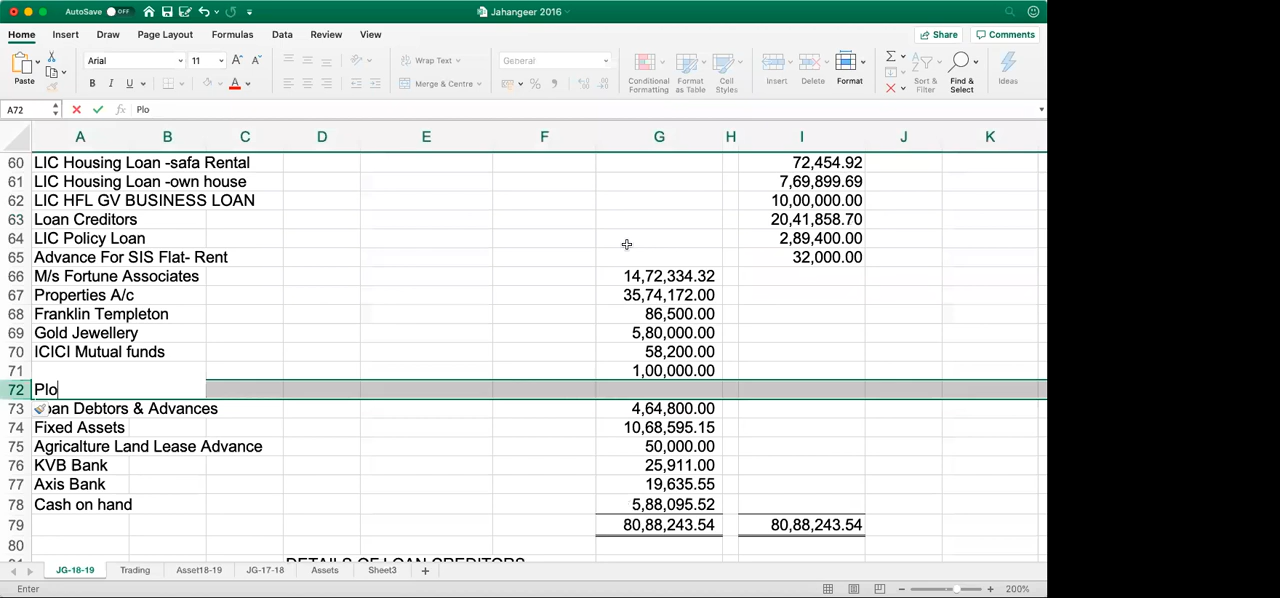 AutoSave OFF Jahangeer 2016
Home Insert Draw Page Layout Formulas Data Review View Share Comments
Paste Arial 11 A A Wrap Text General
B I U A Merge & Centre % Conditional Formatting Format as Table Cell Styles Insert Delete Format Sort & Filter Find & Select Ideas
A72 fx Plo
A B C D E F G H I J K
60 LIC Housing Loan -safa Rental 72,454.92
61 LIC Housing Loan -own house 7,69,899.69
62 LIC HFL GV BUSINESS LOAN 10,00,000.00
63 Loan Creditors 20,41,858.70
64 LIC Policy Loan 2,89,400.00
65 Advance For SIS Flat- Rent 32,000.00
66 M/s Fortune Associates 14,72,334.32
67 Properties A/c 35,74,172.00
68 Franklin Templeton 86,500.00
69 Gold Jewellery 5,80,000.00
70 ICICI Mutual funds 58,200.00
71 1,00,000.00
72 Plo
73 oan Debtors & Advances 4,64,800.00
74 Fixed Assets 10,68,595.15
75 Agriculture Land Lease Advance 50,000.00
76 KVB Bank 25,911.00
77 Axis Bank 19,635.55
78 Cash on hand 5,88,095.52
79 80,88,243.54 80,88,243.54
80
DETAILS OF LOAN CREDITORS
JG-18-19 Trading Asset18-19 JG-17-18 Assets Sheet3 +
Enter 200%